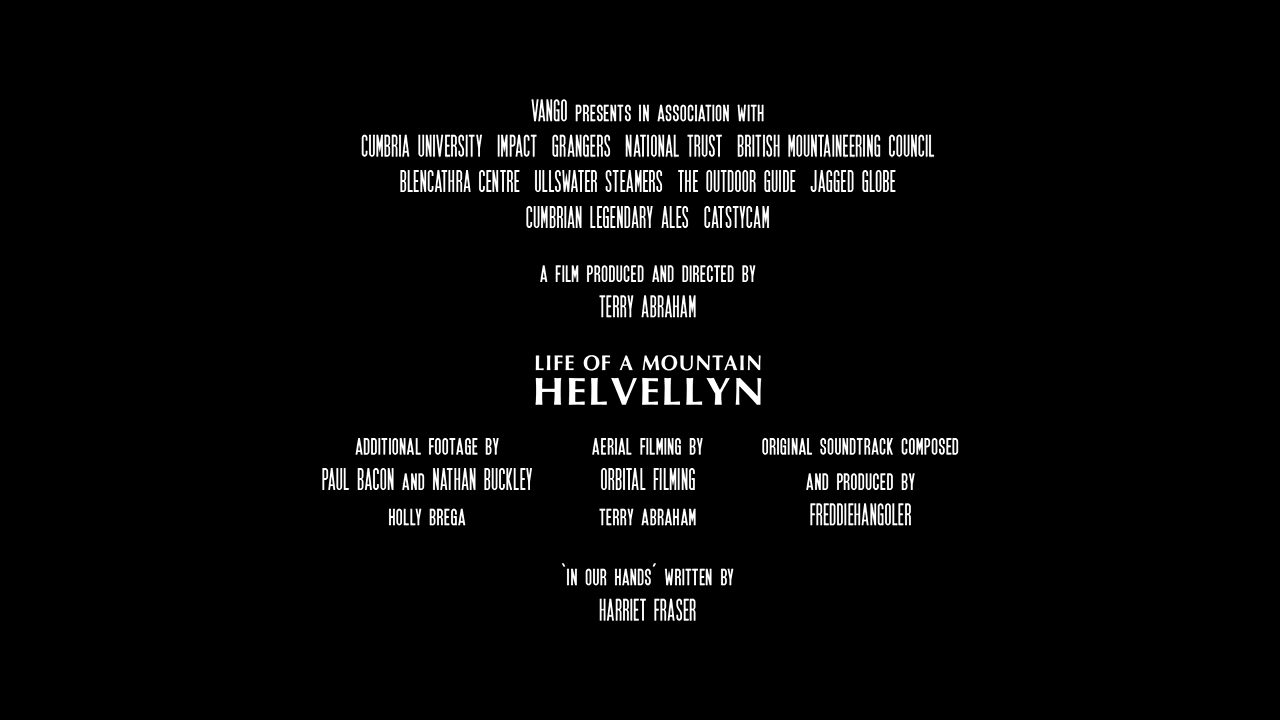 VANGO PRESENTS IN ASSOCIATION WITH
CUMBRIA UNIVERSITY IMPACT GRANGERS NATIONAL TRUST BRITISH MOUNTAINEERING COUNCIL
BLENCATHRA CENTRE ULLSWATER STEAMERS THE OUTDOOR GUIDE JAGGED GLOBE
CUMBRIAN LEGENDARY ALES CATSTYCAM
A FILM PRODUCED AND DIRECTED BY
TERRY ABRAHAM
LIFE OF A MOUNTAIN
HELVELLYN
ADDITIONAL FOOTAGE BY
PAUL BACON AND NATHAN BUCKLEY
HOLLY BREGA
AERIAL FILMING BY
ORBITAL FILMING
TERRY ABRAHAM
ORIGINAL SOUNDTRACK COMPOSED
AND PRODUCED BY
FREDDIEHANGOLER
`IN OUR HANDS´ WRITTEN BY
HARRIET FRASER